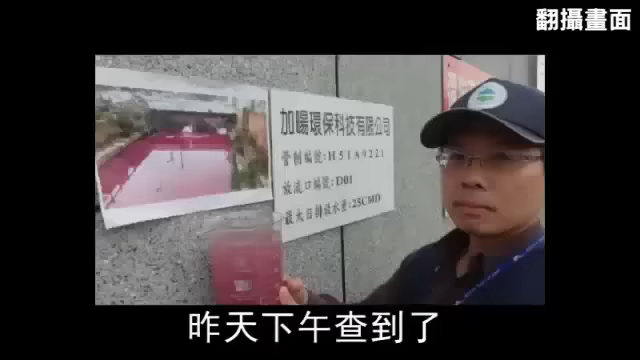 翻攝畫面
加暘環保科技有限公司
管制編號:H51A9221
放流口編號:D01
最大日排放水量:25CMD
昨天下午查到了